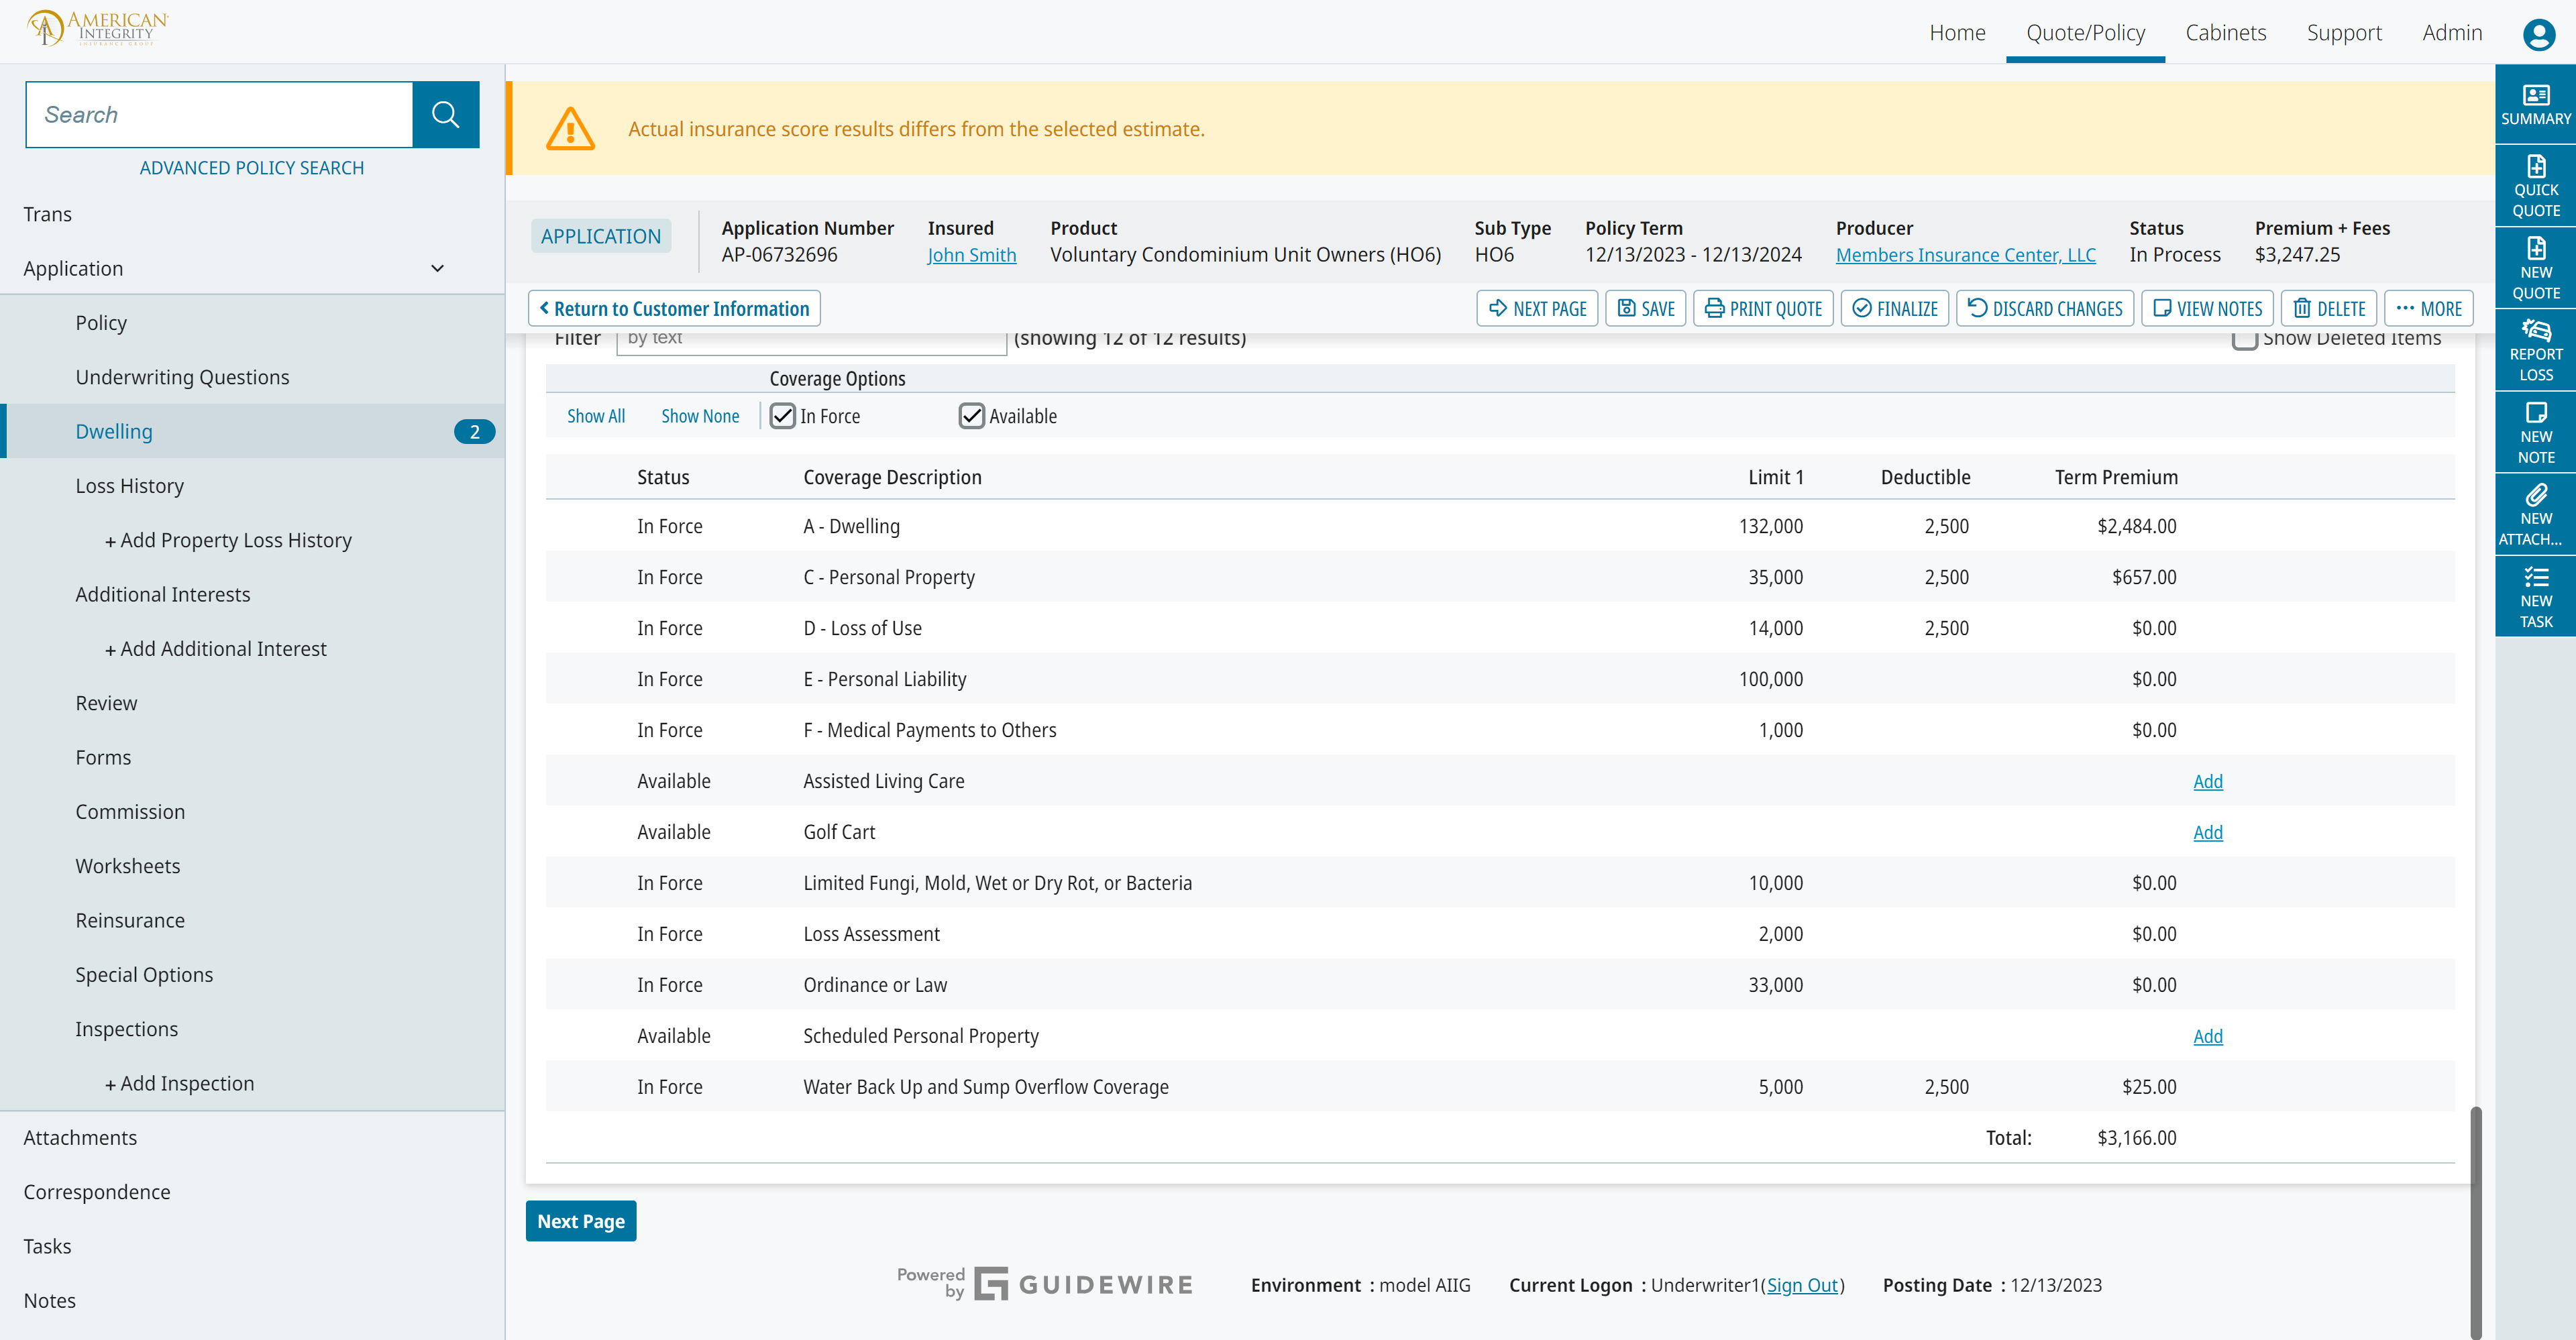 AMERICAN
INTEGRITY
INSURANCE GROUP
Home
Quote/Policy
Cabinets
Support
Admin
Search
ADVANCED POLICY SEARCH
Trans
Application
Policy
Underwriting Questions
Dwelling 2
Loss History
+ Add Property Loss History
Additional Interests
+ Add Additional Interest
Review
Forms
Commission
Worksheets
Reinsurance
Special Options
Inspections
+ Add Inspection
Attachments
Correspondence
Tasks
Notes
Actual insurance score results differs from the selected estimate.
APPLICATION
Application Number Insured Product Sub Type Policy Term Producer Status Premium + Fees
AP-06732696 John Smith Voluntary Condominium Unit Owners (HO6) HO6 12/13/2023 - 12/13/2024 Members Insurance Center, LLC In Process $3,247.25
Return to Customer Information
NEXT PAGE
SAVE
PRINT QUOTE
FINALIZE
DISCARD CHANGES
VIEW NOTES
DELETE
MORE
Filter by text (showing 12 of 12 results) Show Deleted Items
Coverage Options
Show All Show None In Force Available
Status Coverage Description Limit 1 Deductible Term Premium
In Force A - Dwelling 132,000 2,500 $2,484.00
In Force C - Personal Property 35,000 2,500 $657.00
In Force D - Loss of Use 14,000 2,500 $0.00
In Force E - Personal Liability 100,000 $0.00
In Force F - Medical Payments to Others 1,000 $0.00
Available Assisted Living Care Add
Available Golf Cart Add
In Force Limited Fungi, Mold, Wet or Dry Rot, or Bacteria 10,000 $0.00
In Force Loss Assessment 2,000 $0.00
In Force Ordinance or Law 33,000 $0.00
Available Scheduled Personal Property Add
In Force Water Back Up and Sump Overflow Coverage 5,000 2,500 $25.00
Total: $3,166.00
Next Page
Powered by GUIDEWIRE
Environment : model AIIG Current Logon : Underwriter1(Sign Out) Posting Date : 12/13/2023
SUMMARY
QUICK
QUOTE
NEW
QUOTE
REPORT
LOSS
NEW
NOTE
NEW
ATTACH...
NEW
TASK